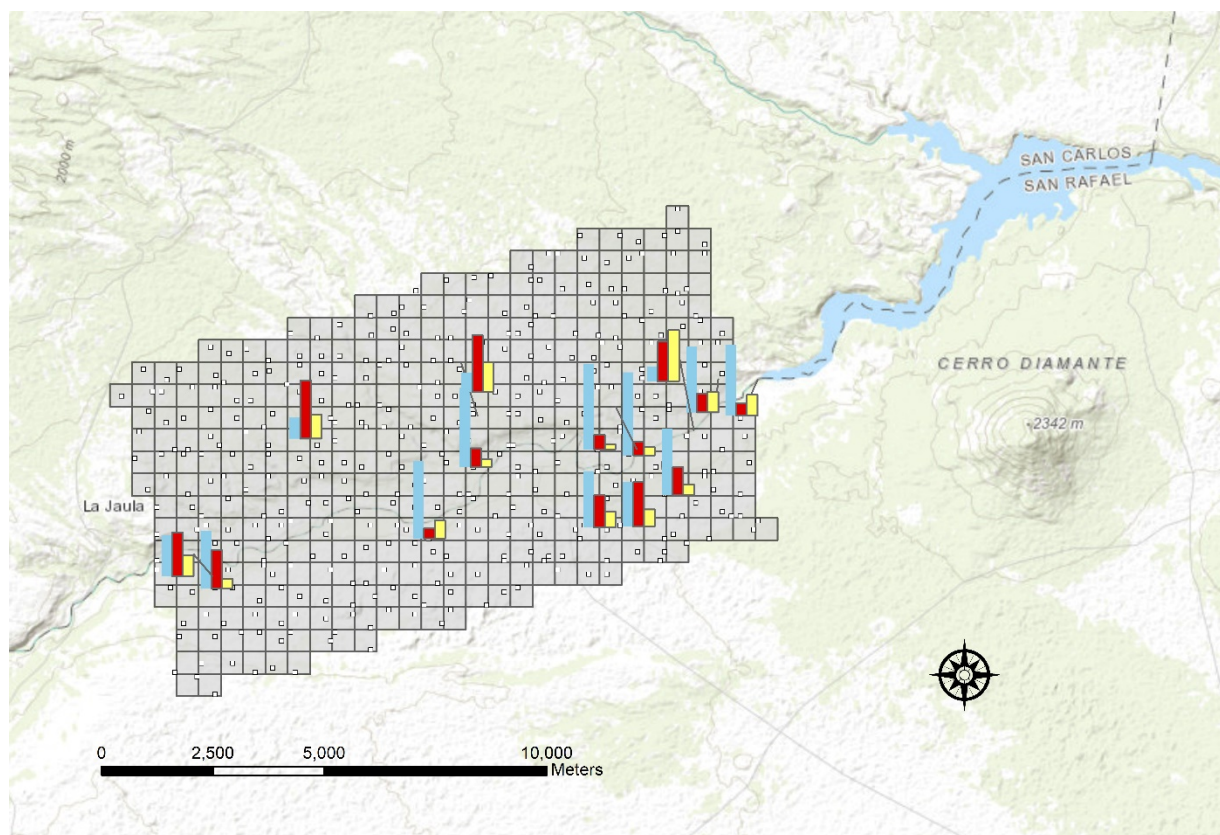 2000 m
SAN CARLOS
SAN RAFAEL
CERRO DIAMANTE
2342 m
La Jaula
0 2,500 5,000 10,000
Meters